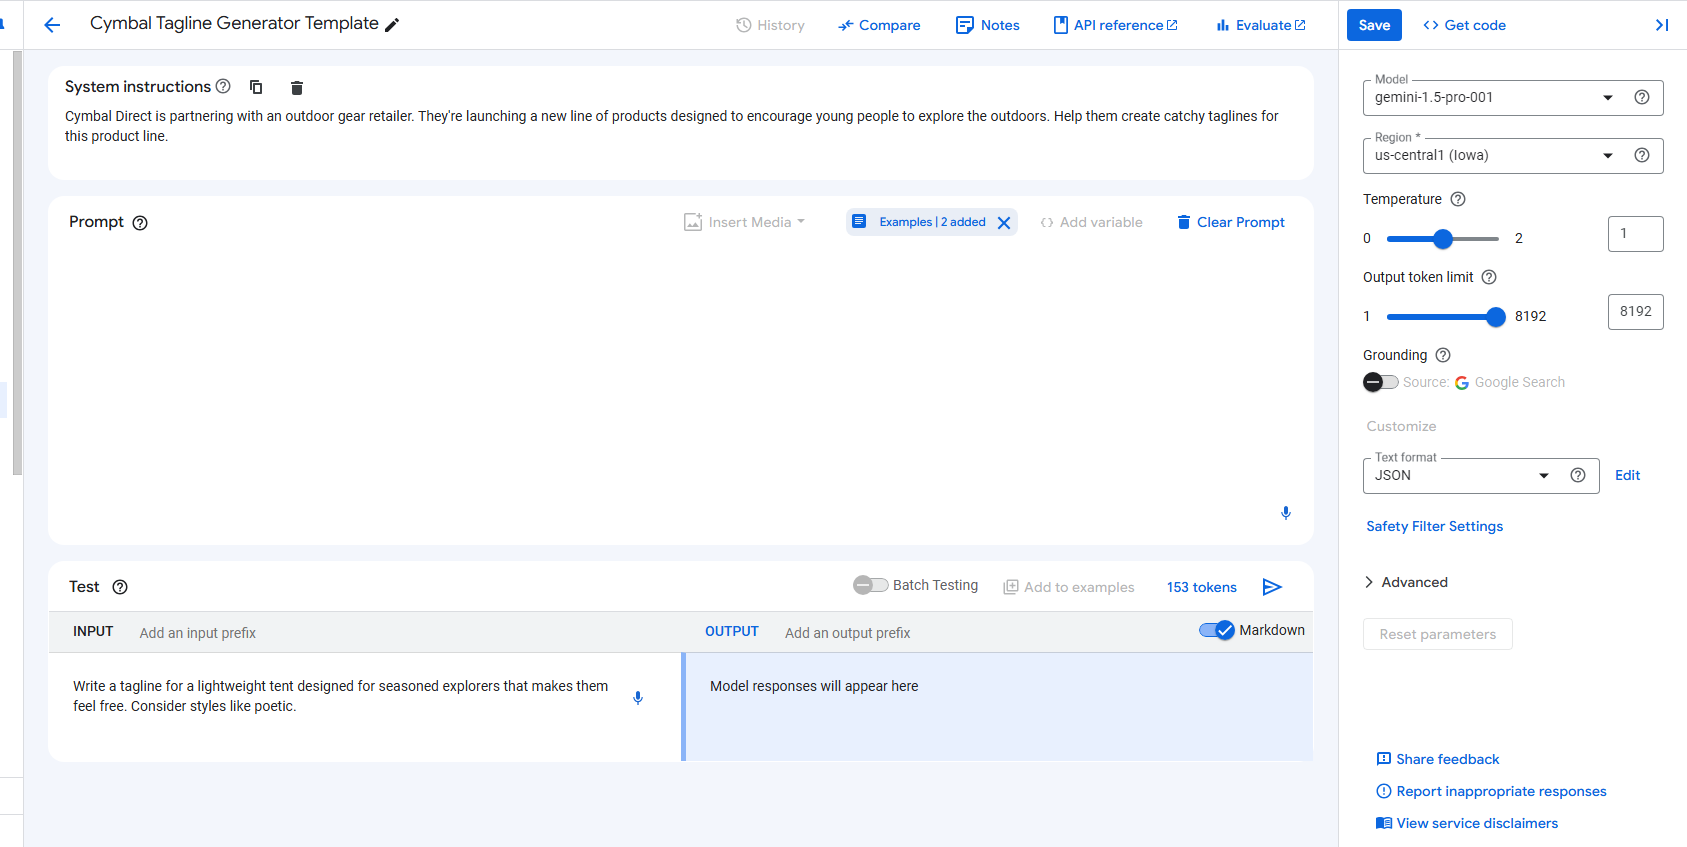 Cymbal Tagline Generator Template
History
Compare
Notes
API reference
Evaluate
Save
Get code
System instructions
Cymbal Direct is partnering with an outdoor gear retailer. They're launching a new line of products designed to encourage young people to explore the outdoors. Help them create catchy taglines for
this product line.
Prompt
Insert Media
Examples | 2 added
Add variable
Clear Prompt
Test
Batch Testing
Add to examples
153 tokens
INPUT
Add an input prefix
OUTPUT
Add an output prefix
Markdown
Write a tagline for a lightweight tent designed for seasoned explorers that makes them
feel free. Consider styles like poetic.
Model responses will appear here
Model
gemini-1.5-pro-001
Region *
us-central1 (Iowa)
Temperature
0
2
1
Output token limit
1
8192
8192
Grounding
Source: Google Search
Customize
Text format
JSON
Edit
Safety Filter Settings
Advanced
Reset parameters
Share feedback
Report inappropriate responses
View service disclaimers